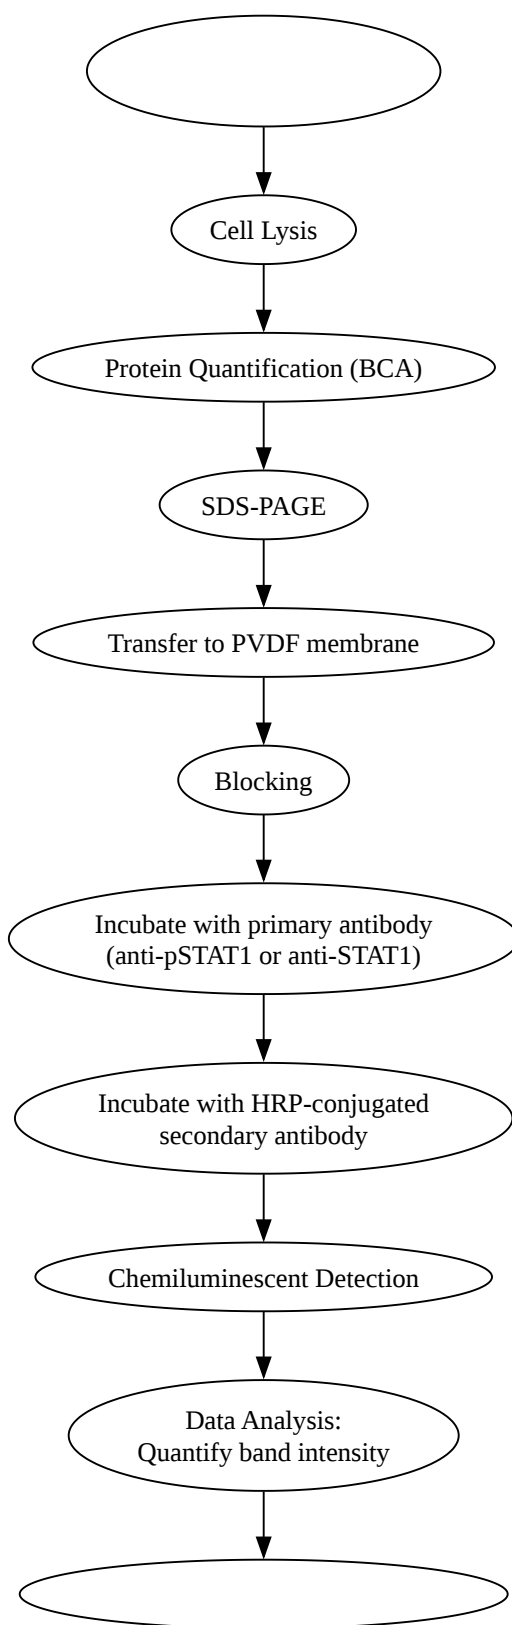 Cell Lysis
Protein Quantification (BCA)
SDS-PAGE
Transfer to PVDF membrane
Blocking
Incubate with primary antibody
(anti-pSTAT1 or anti-STAT1)
Incubate with HRP-conjugated
secondary antibody
Chemiluminescent Detection
Data Analysis:
Quantify band intensity